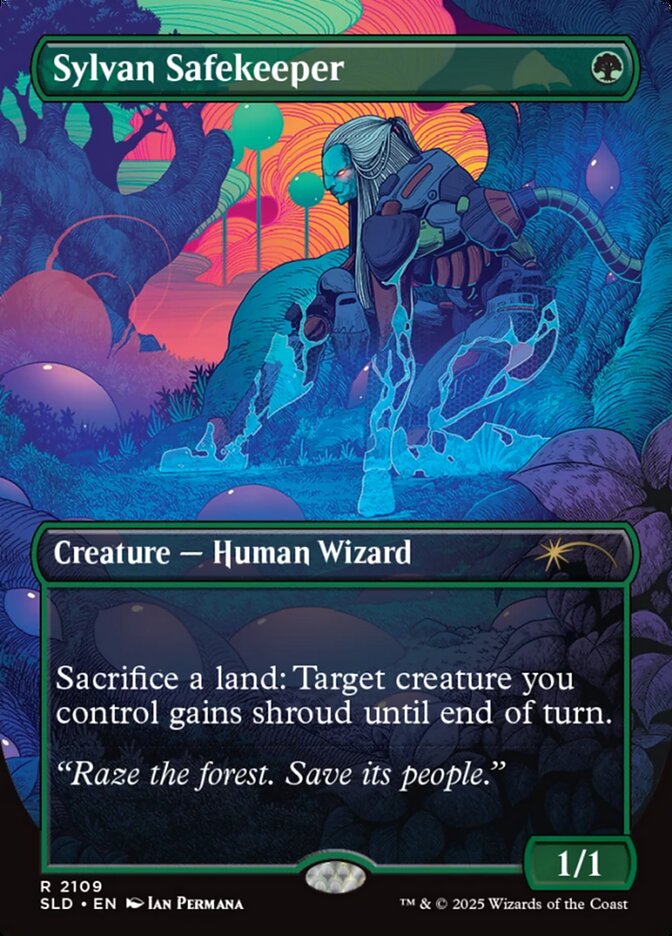 Sylvan Safekeeper
Creature — Human Wizard
Sacrifice a land: Target creature you
control gains shroud until end of turn.
“Raze the forest. Save its people.”
1/1
R 2109
SLD • EN Ian Permana
™ & © 2025 Wizards of the Coast